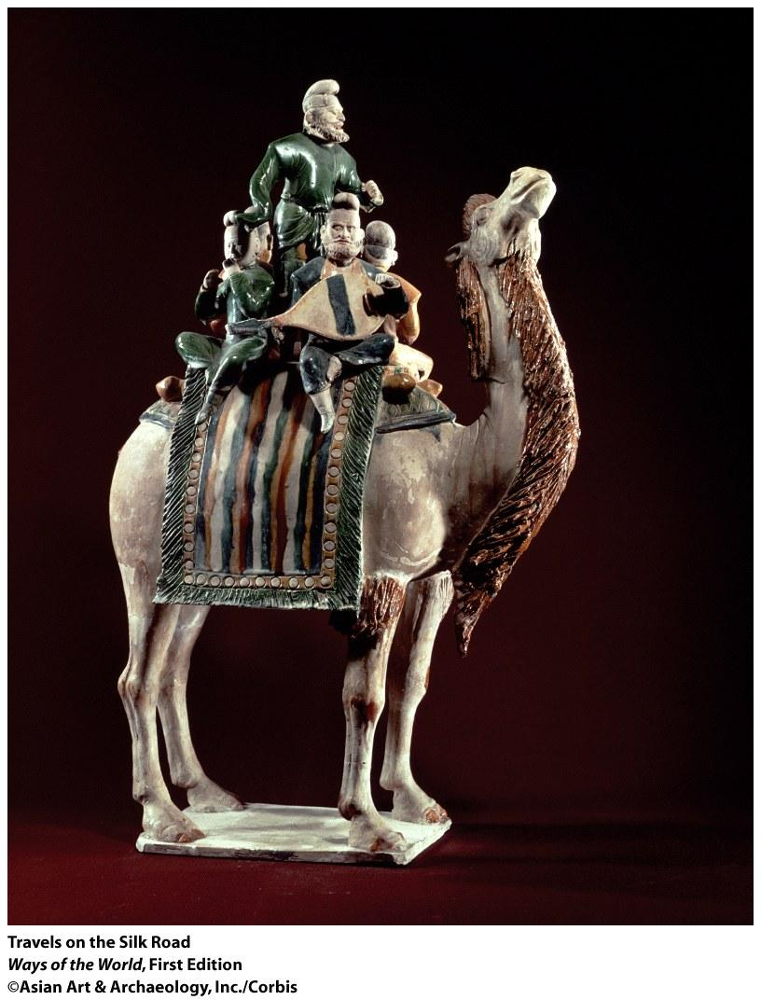 Travels on the Silk Road
Ways of the World, First Edition
©Asian Art & Archaeology, Inc./Corbis